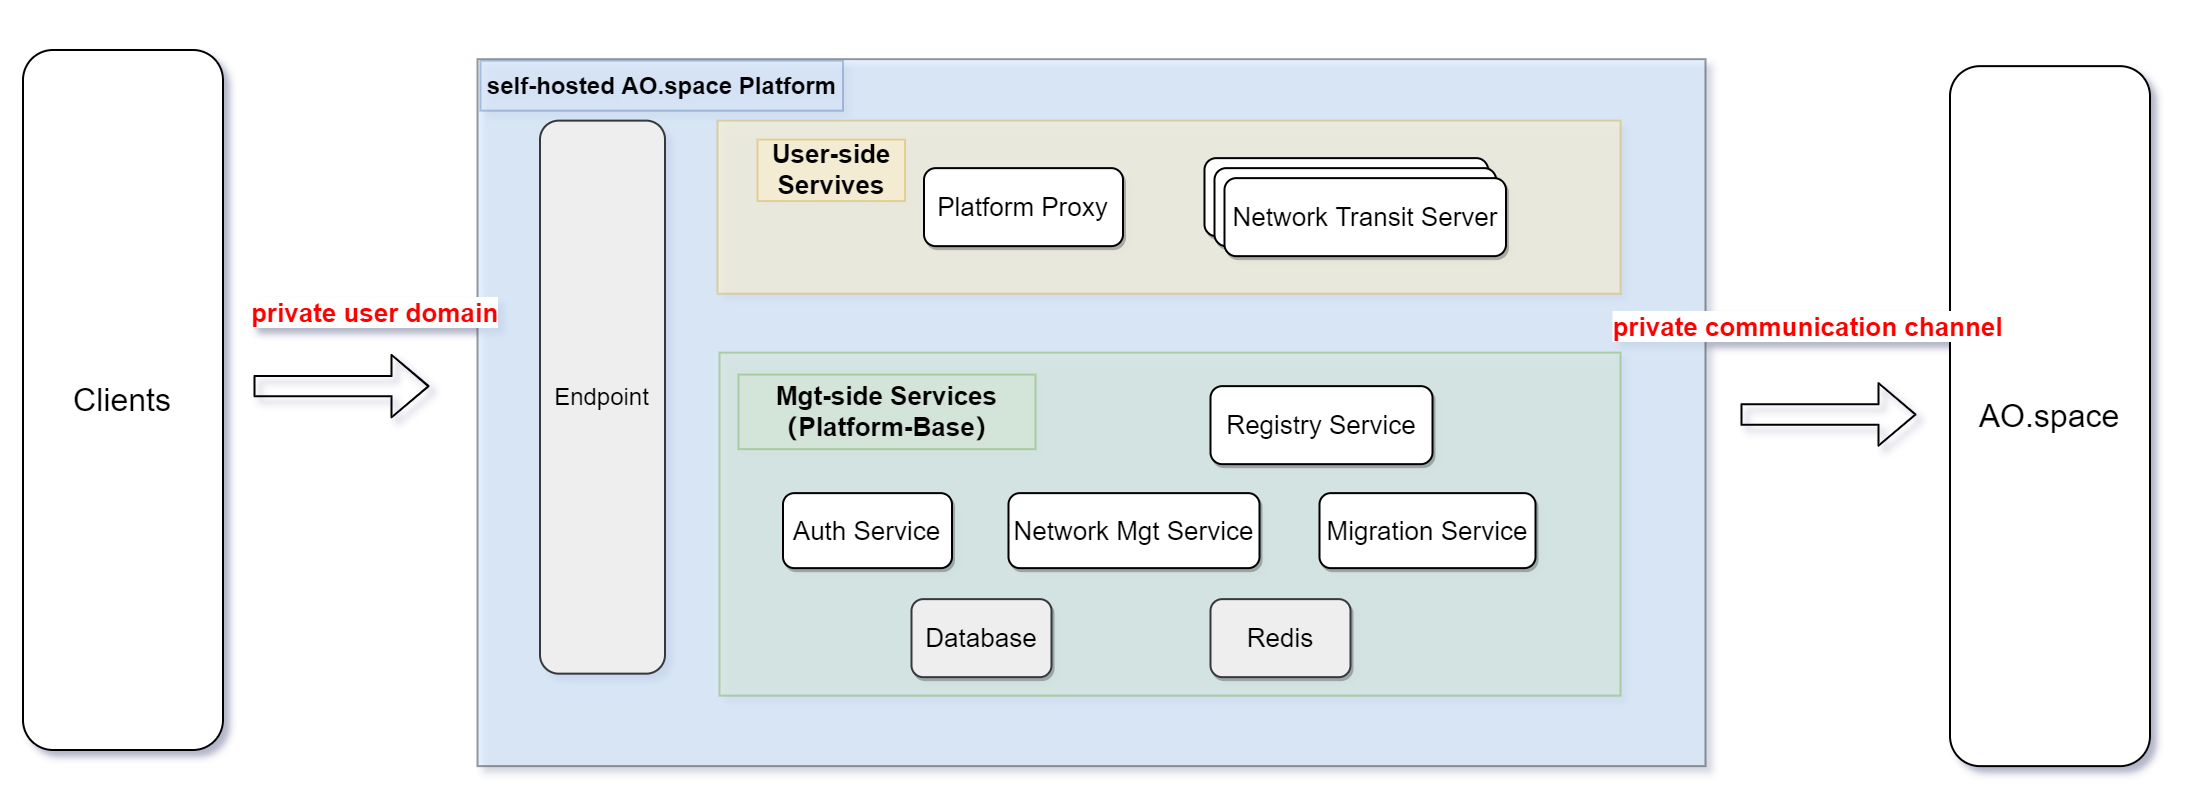 self-hosted AO.space Platform
User-side
Servives
Platform Proxy
Network Transit Server
private user domain
private communication channel
Clients
Endpoint
Mgt-side Services
（Platform-Base）
Registry Service
AO.space
Auth Service
Network Mgt Service
Migration Service
Database
Redis